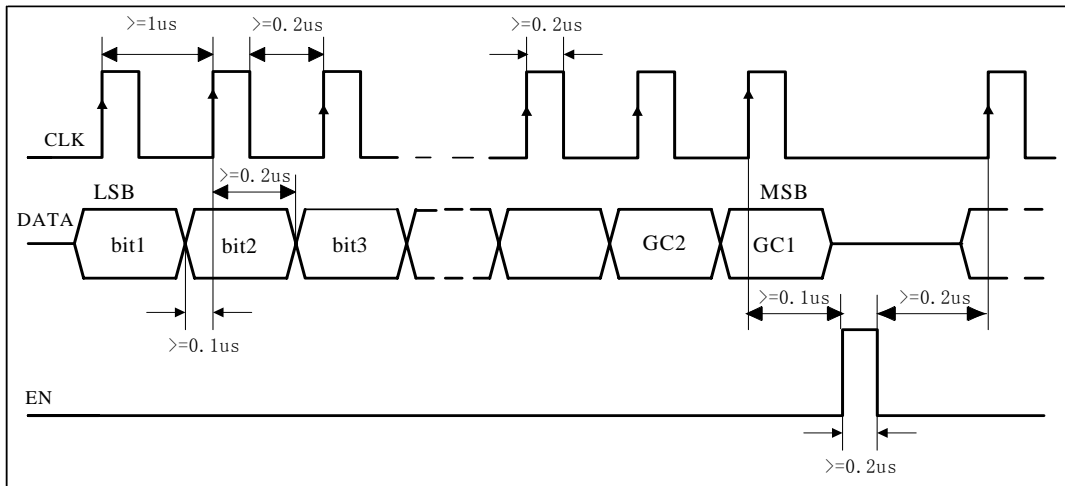 >=1us
>=0.2us
>=0.2us
CLK
>=0.2us
LSB
MSB
DATA
bit1
bit2
bit3
GC2
GC1
>=0.1us
>=0.1us
>=0.2us
EN
>=0.2us